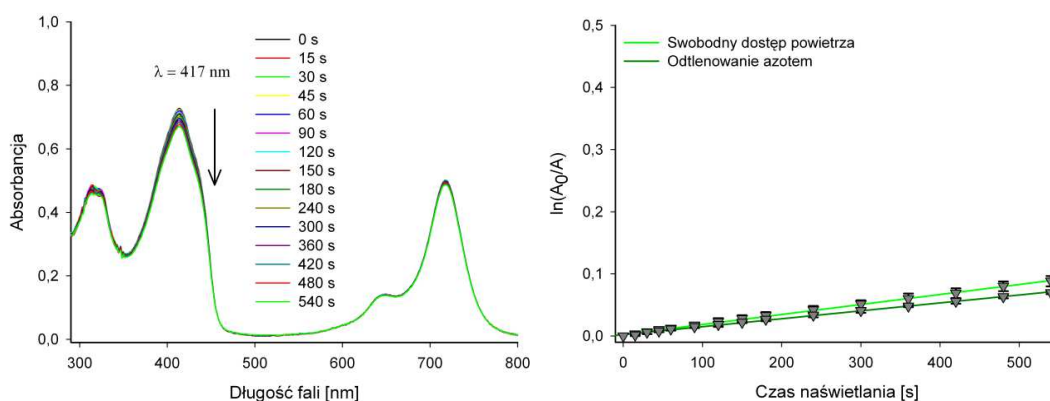 1,0
0,8
0,6
0,4
0,2
0,0
Absorbancja
300 400 500 600 700 800
Długość fali [nm]
λ = 417 nm
0 s
15 s
30 s
45 s
60 s
90 s
120 s
150 s
180 s
240 s
300 s
360 s
420 s
480 s
540 s
0,5
0,4
0,3
0,2
0,1
0,0
ln(A0/A)
0 100 200 300 400 500
Czas naświetlania [s]
Swobodny dostęp powietrza
Odtlenowanie azotem